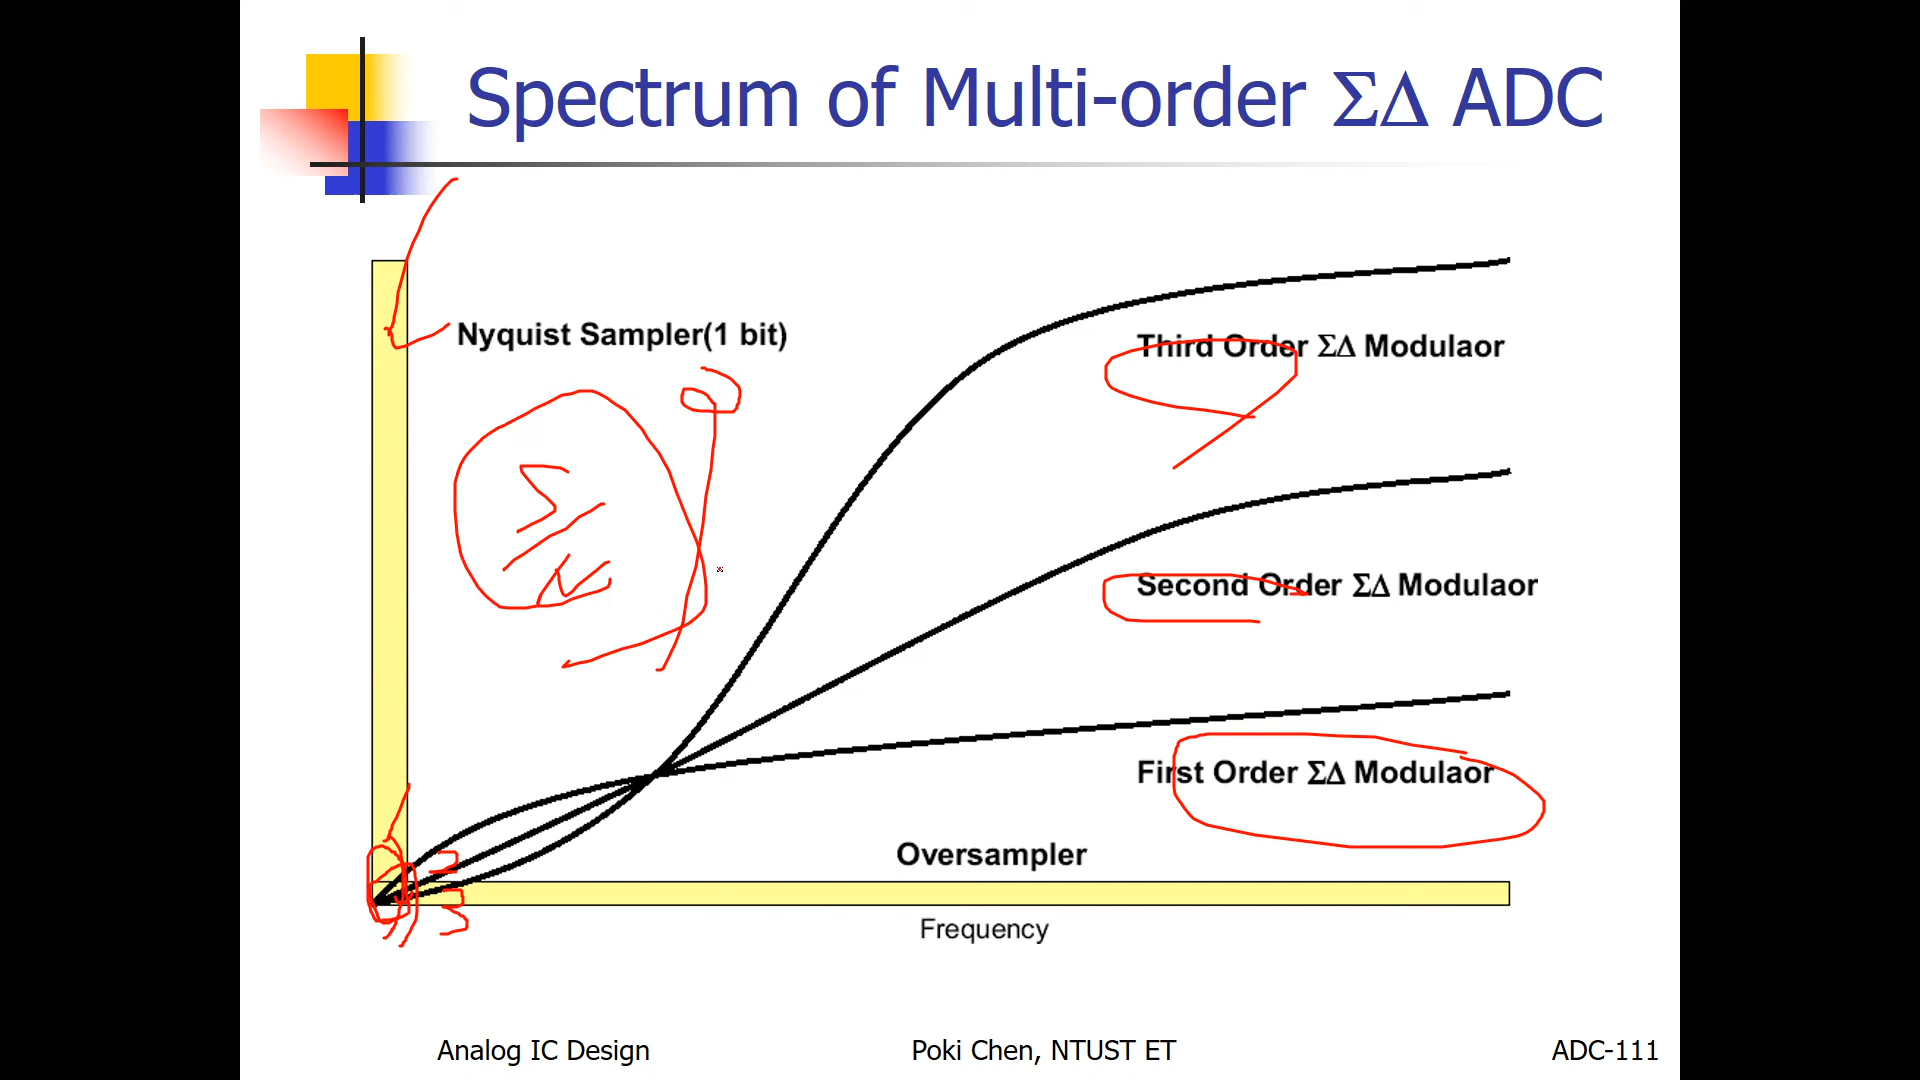 Spectrum of Multi-order ΣΔ ADC
Nyquist Sampler(1 bit)
Third Order ΣΔ Modulaor
Σ
Second Order ΣΔ Modulaor
First Order ΣΔ Modulaor
Oversampler
Frequency
Analog IC Design
Poki Chen, NTUST ET
ADC-111